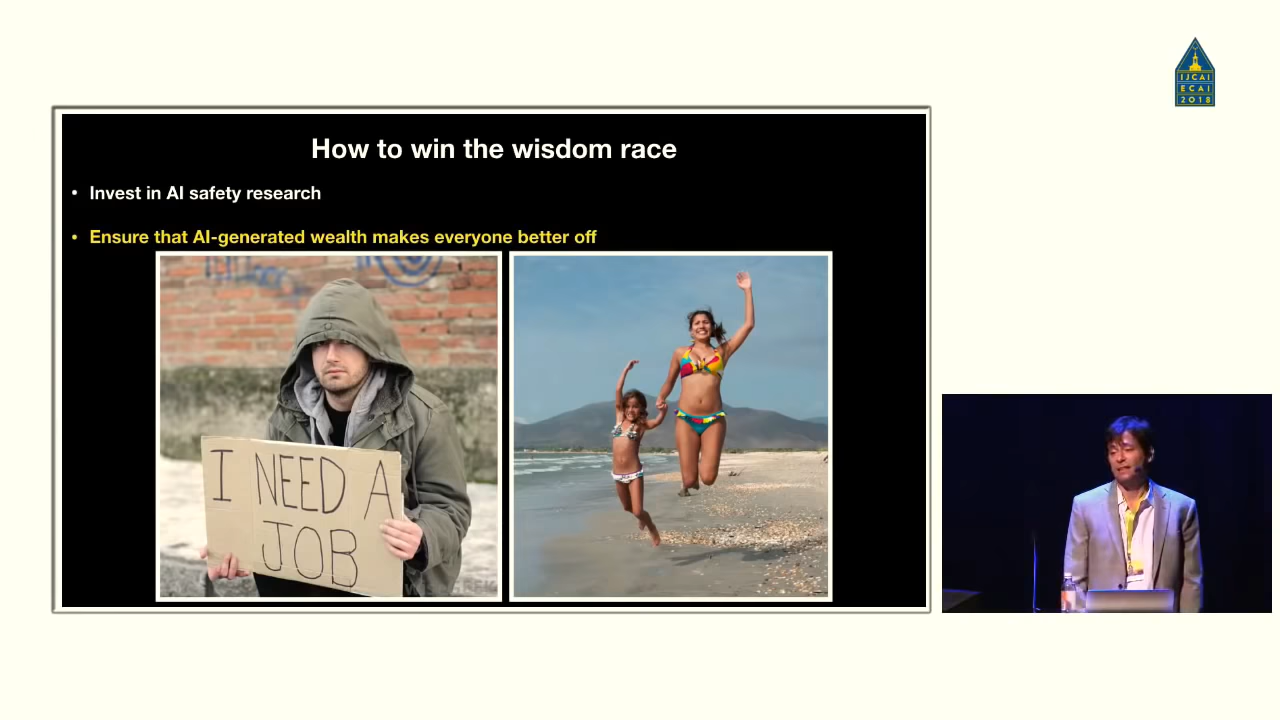 IJCAI
ECAI
2018
How to win the wisdom race
• Invest in AI safety research
• Ensure that AI-generated wealth makes everyone better off
I NEED A
JOB